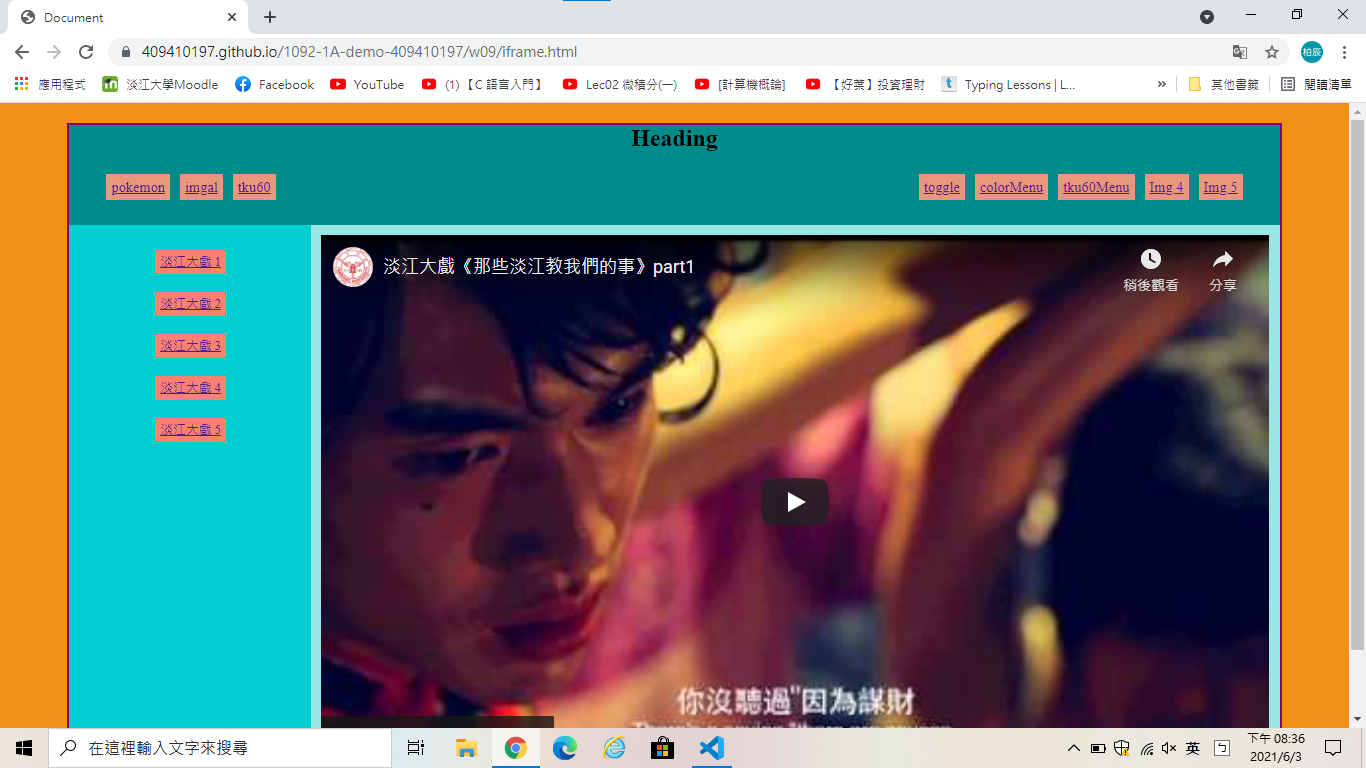 Document
409410197.github.io/1092-1A-demo-409410197/w09/iframe.html
柏辰
應用程式 淡江大學Moodle Facebook YouTube (1)【C 語言入門】 Lec02 微積分(一) [計算機概論] 【好葉】投資理財 Typing Lessons | L... » 其他書籤 閱讀清單
Heading
pokemon imgal tku60 toggle colorMenu tku60Menu Img 4 Img 5
淡江大戲《那些淡江教我們的事》part1
稍後觀看 分享
淡江大戲 1
淡江大戲 2
淡江大戲 3
淡江大戲 4
淡江大戲 5
你沒聽過"因為謀財
在這裡輸入文字來搜尋
英
下午 08:36
2021/6/3